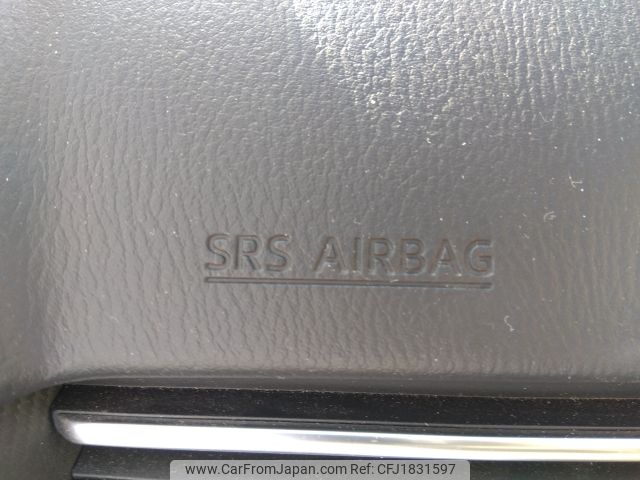 SRS AIRBAG
www.CarFromJapan.com Ref:CFJ1831597